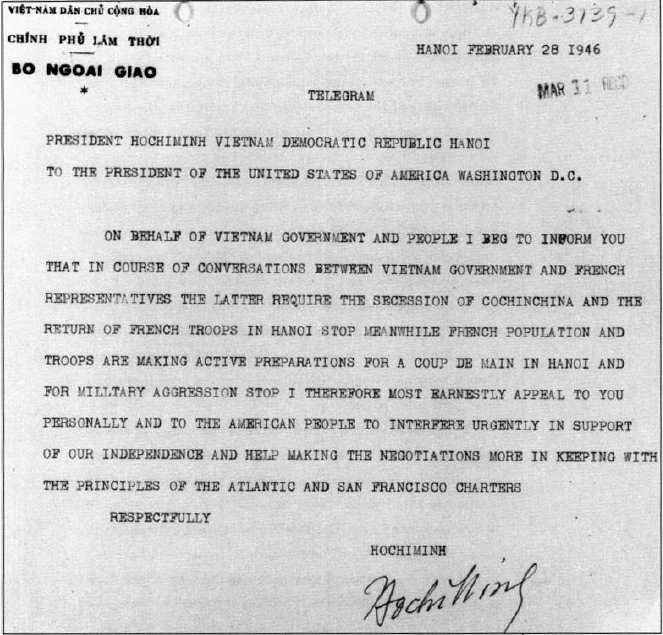 VIỆT-NAM DÂN CHỦ CỘNG HÒA
CHÍNH PHỦ LÂM THỜI
BO NGOAI GIAO
*
YKB-3739-1
HANOI FEBRUARY 28 1946
MAR 11 RECD
TELEGRAM
PRESIDENT HOCHIMINH VIETNAM DEMOCRATIC REPUBLIC HANOI
TO THE PRESIDENT OF THE UNITED STATES OF AMERICA WASHINGTON D.C.
ON BEHALF OF VIETNAM GOVERNMENT AND PEOPLE I BEG TO INFORM YOU
THAT IN COURSE OF CONVERSATIONS BETWEEN VIETNAM GOVERNMENT AND FRENCH
REPRESENTATIVES THE LATTER REQUIRE THE SECESSION OF COCHINCHINA AND THE
RETURN OF FRENCH TROOPS IN HANOI STOP MEANWHILE FRENCH POPULATION AND
TROOPS ARE MAKING ACTIVE PREPARATIONS FOR A COUP DE MAIN IN HANOI AND
FOR MILITARY AGGRESSION STOP I THEREFORE MOST EARNESTLY APPEAL TO YOU
PERSONALLY AND TO THE AMERICAN PEOPLE TO INTERFERE URGENTLY IN SUPPORT
OF OUR INDEPENDENCE AND HELP MAKING THE NEGOTIATIONS MORE IN KEEPING WITH
THE PRINCIPLES OF THE ATLANTIC AND SAN FRANCISCO CHARTERS
RESPECTFULLY
HOCHIMINH
Hochiminh